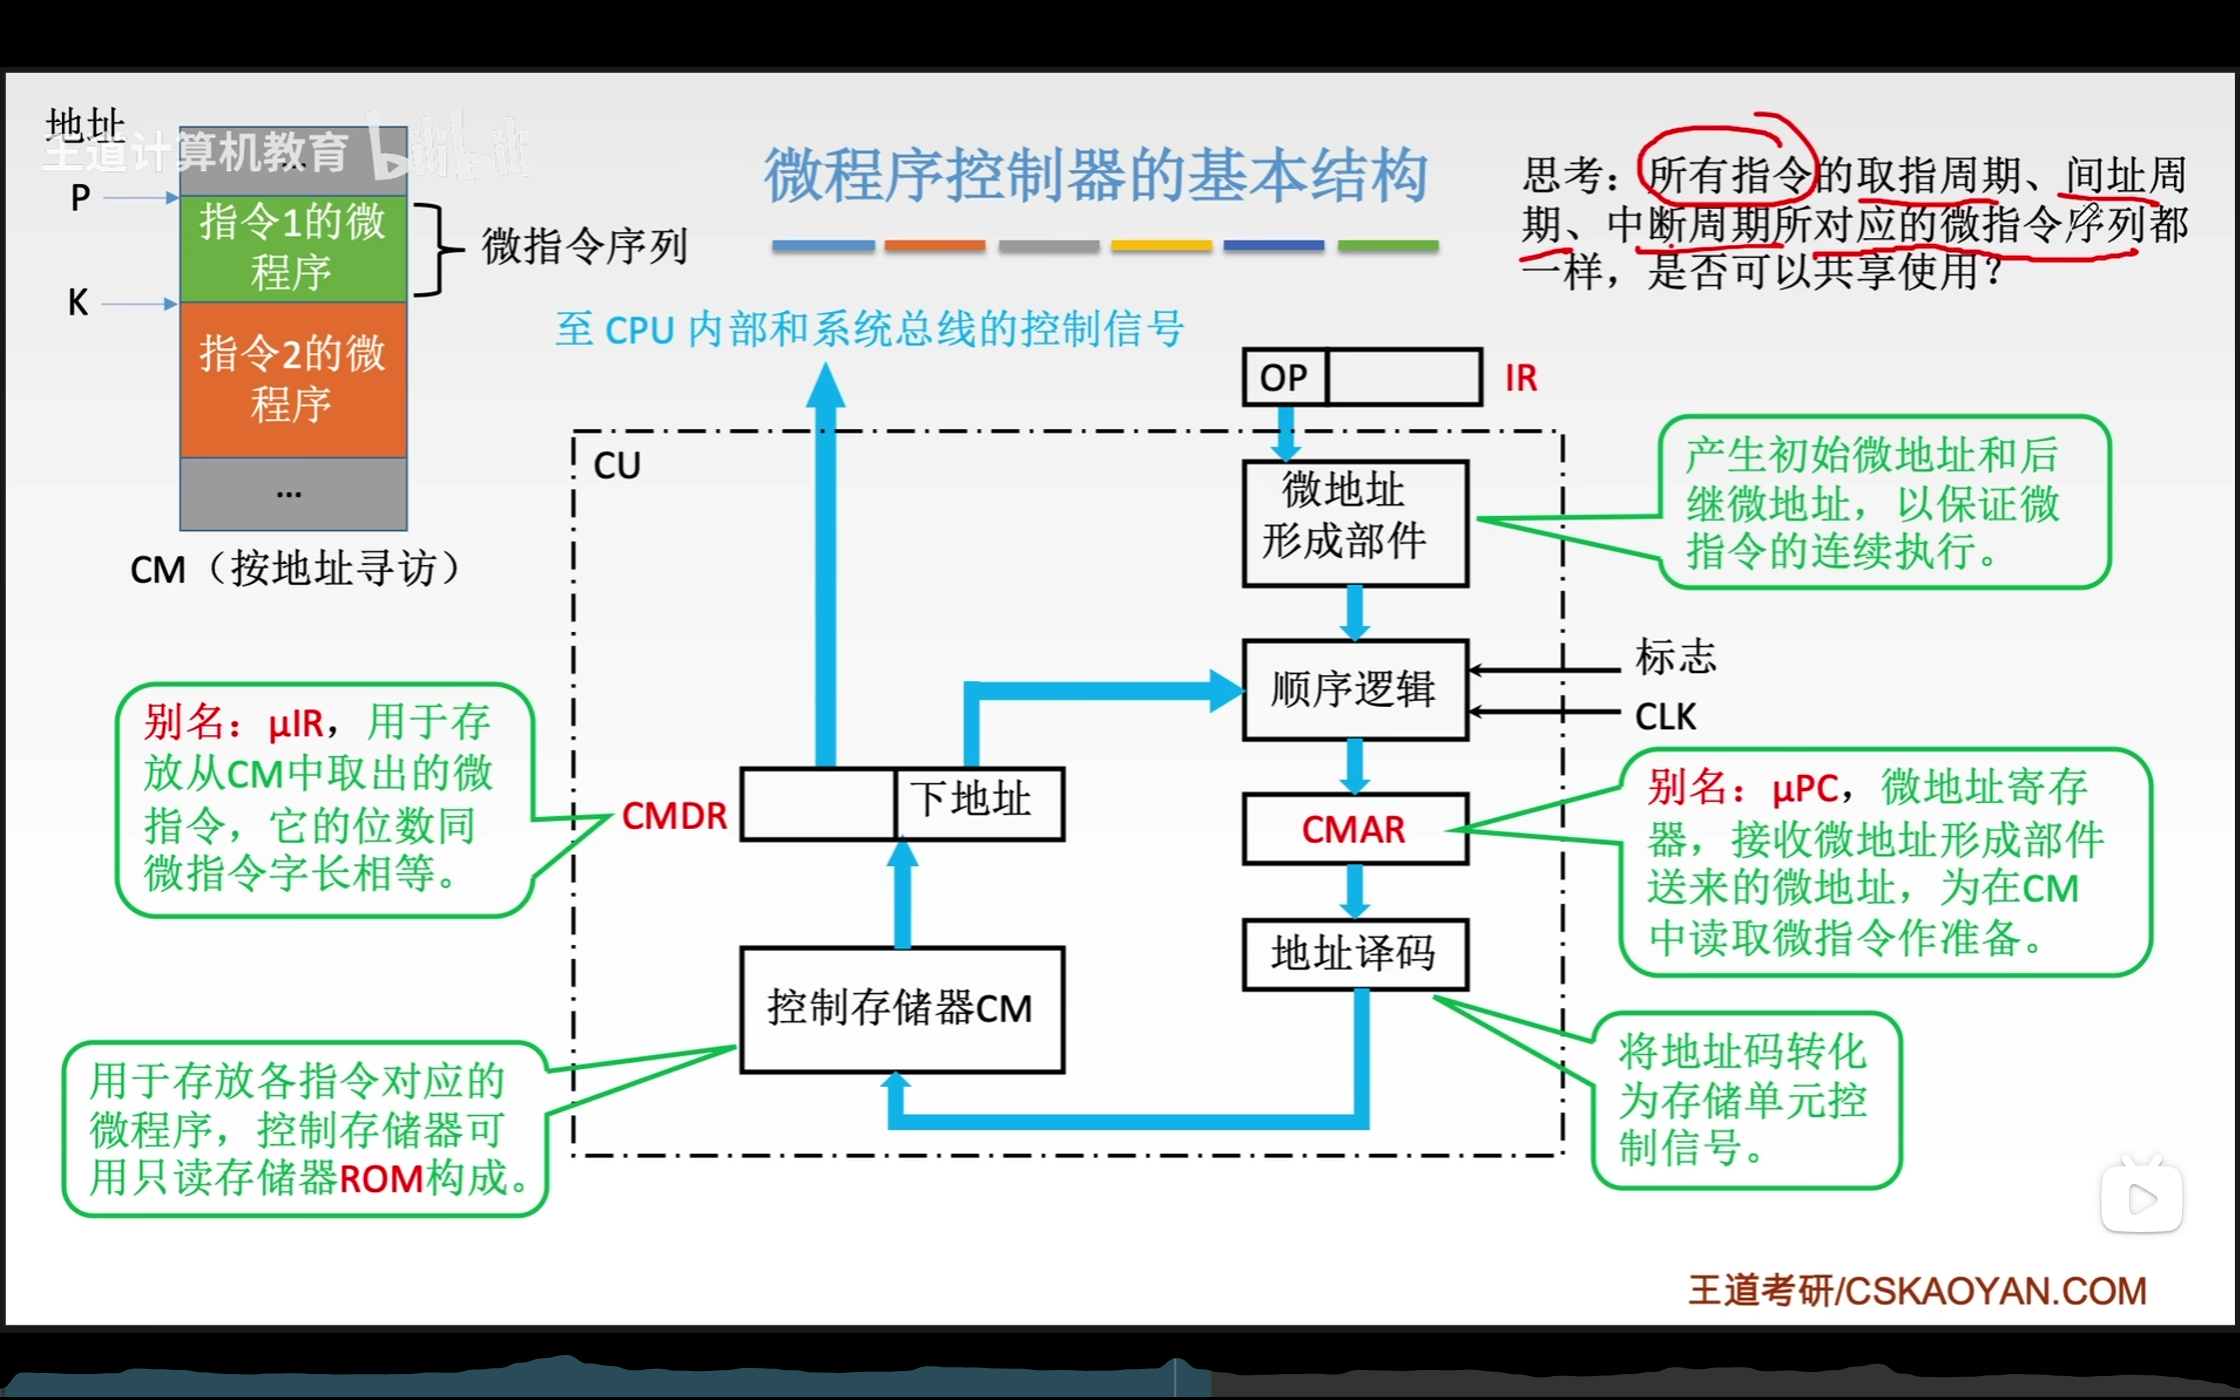 地址
王道计算机教育 bilibili
...
P
指令1的微
程序
微指令序列
K
指令2的微
程序
...
CM（按地址寻访）
微程序控制器的基本结构
思考：所有指令的取指周期、间址周
期、中断周期所对应的微指令序列都
一样，是否可以共享使用？
至 CPU 内部和系统总线的控制信号
OP
IR
CU
微地址
形成部件
产生初始微地址和后
继微地址，以保证微
指令的连续执行。
顺序逻辑
标志
CLK
别名：μIR，用于存
放从CM中取出的微
指令，它的位数同
微指令字长相等。
CMDR
下地址
CMAR
别名：μPC，微地址寄存
器，接收微地址形成部件
送来的微地址，为在CM
中读取微指令作准备。
地址译码
控制存储器CM
用于存放各指令对应的
微程序，控制存储器可
用只读存储器ROM构成。
将地址码转化
为存储单元控
制信号。
王道考研/CSKAOYAN.COM